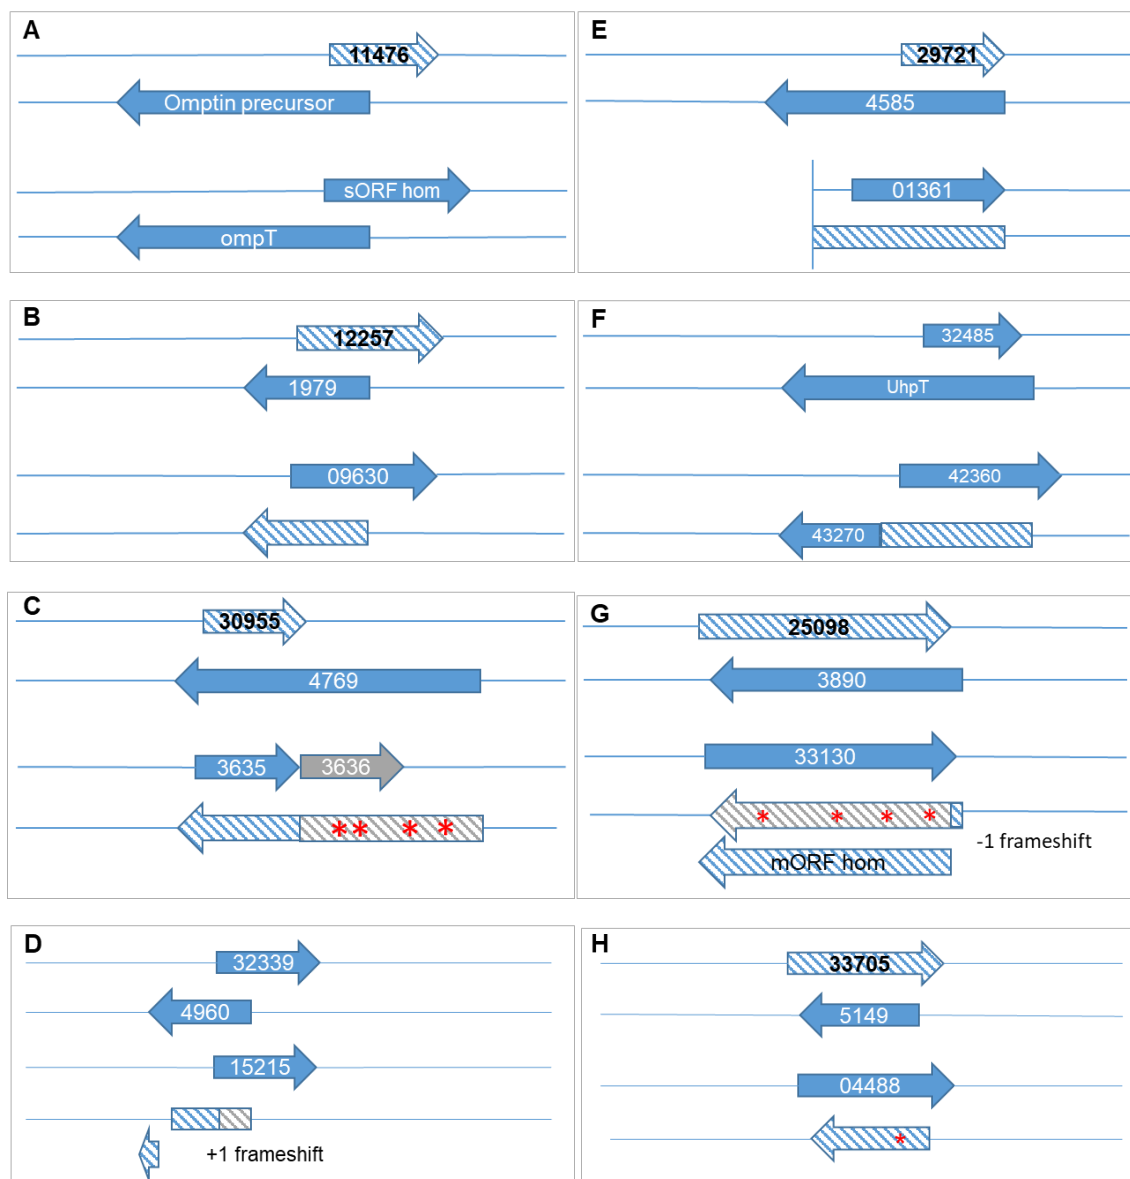 A
11476
Omptin precursor
sORF hom
ompT
B
12257
1979
09630
C
30955
4769
3635
3636
**
*
*
D
32339
4960
15215
+1 frameshift
E
29721
4585
01361
F
32485
UhpT
42360
43270
G
25098
3890
33130
*
*
*
*
-1 frameshift
mORF hom
H
33705
5149
04488
*